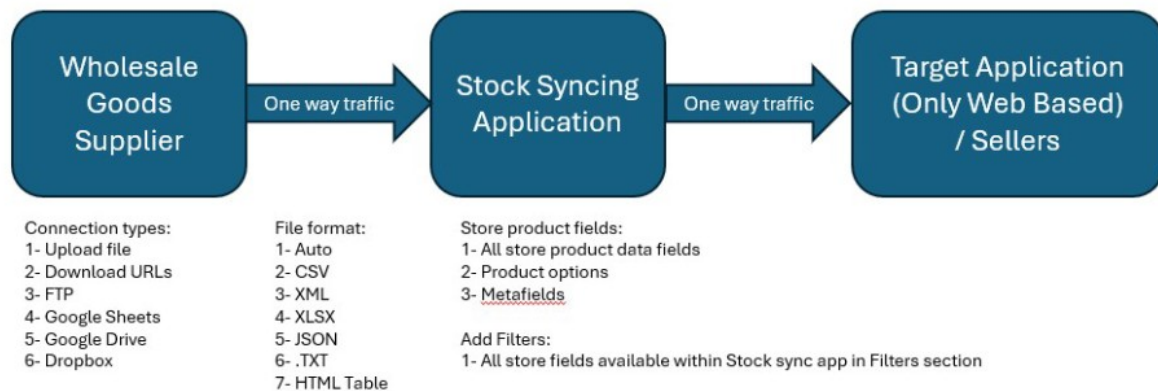 Wholesale
Goods
Supplier
One way traffic
Stock Syncing
Application
One way traffic
Target Application
(Only Web Based)
/ Sellers
Connection types:
1- Upload file
2- Download URLs
3- FTP
4- Google Sheets
5- Google Drive
6- Dropbox
File format:
1- Auto
2- CSV
3- XML
4- XLSX
5- JSON
6- .TXT
7- HTML Table
Store product fields:
1- All store product data fields
2- Product options
3- Metafields
Add Filters:
1- All store fields available within Stock sync app in Filters section